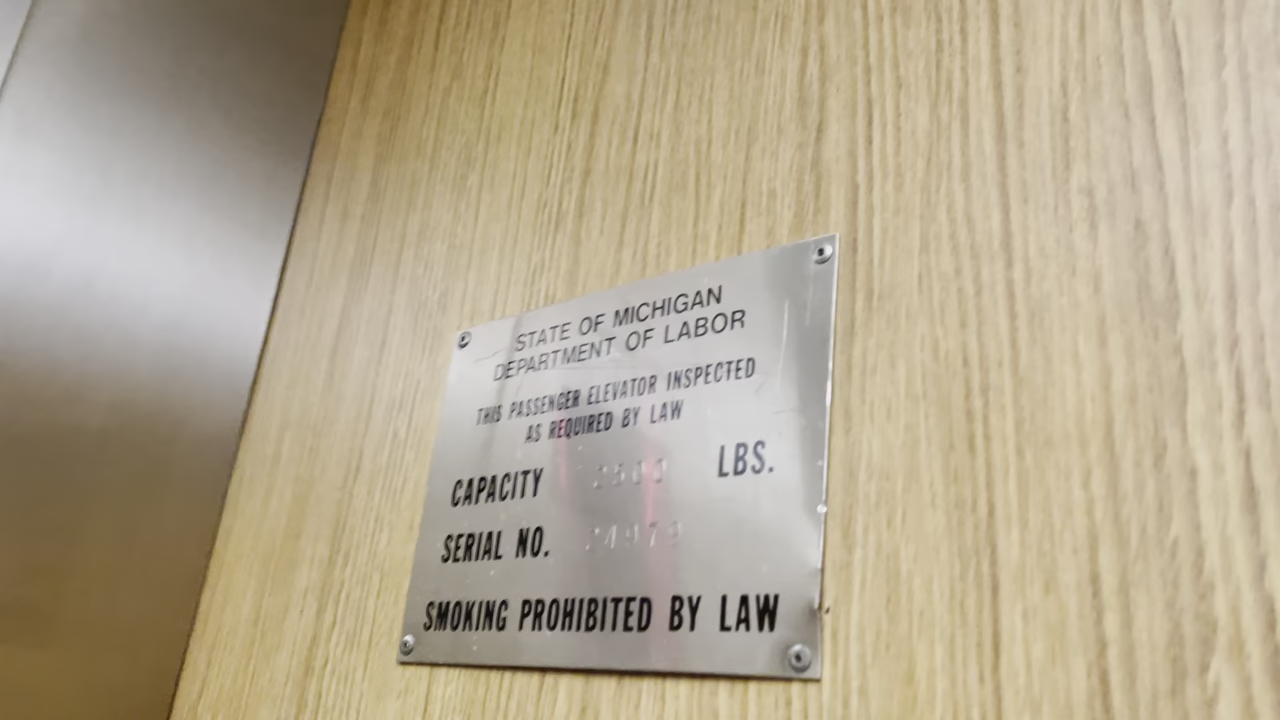 STATE OF MICHIGAN
DEPARTMENT OF LABOR
THIS PASSENGER ELEVATOR INSPECTED
AS REQUIRED BY LAW
CAPACITY 2500 LBS.
SERIAL NO.
SMOKING PROHIBITED BY LAW